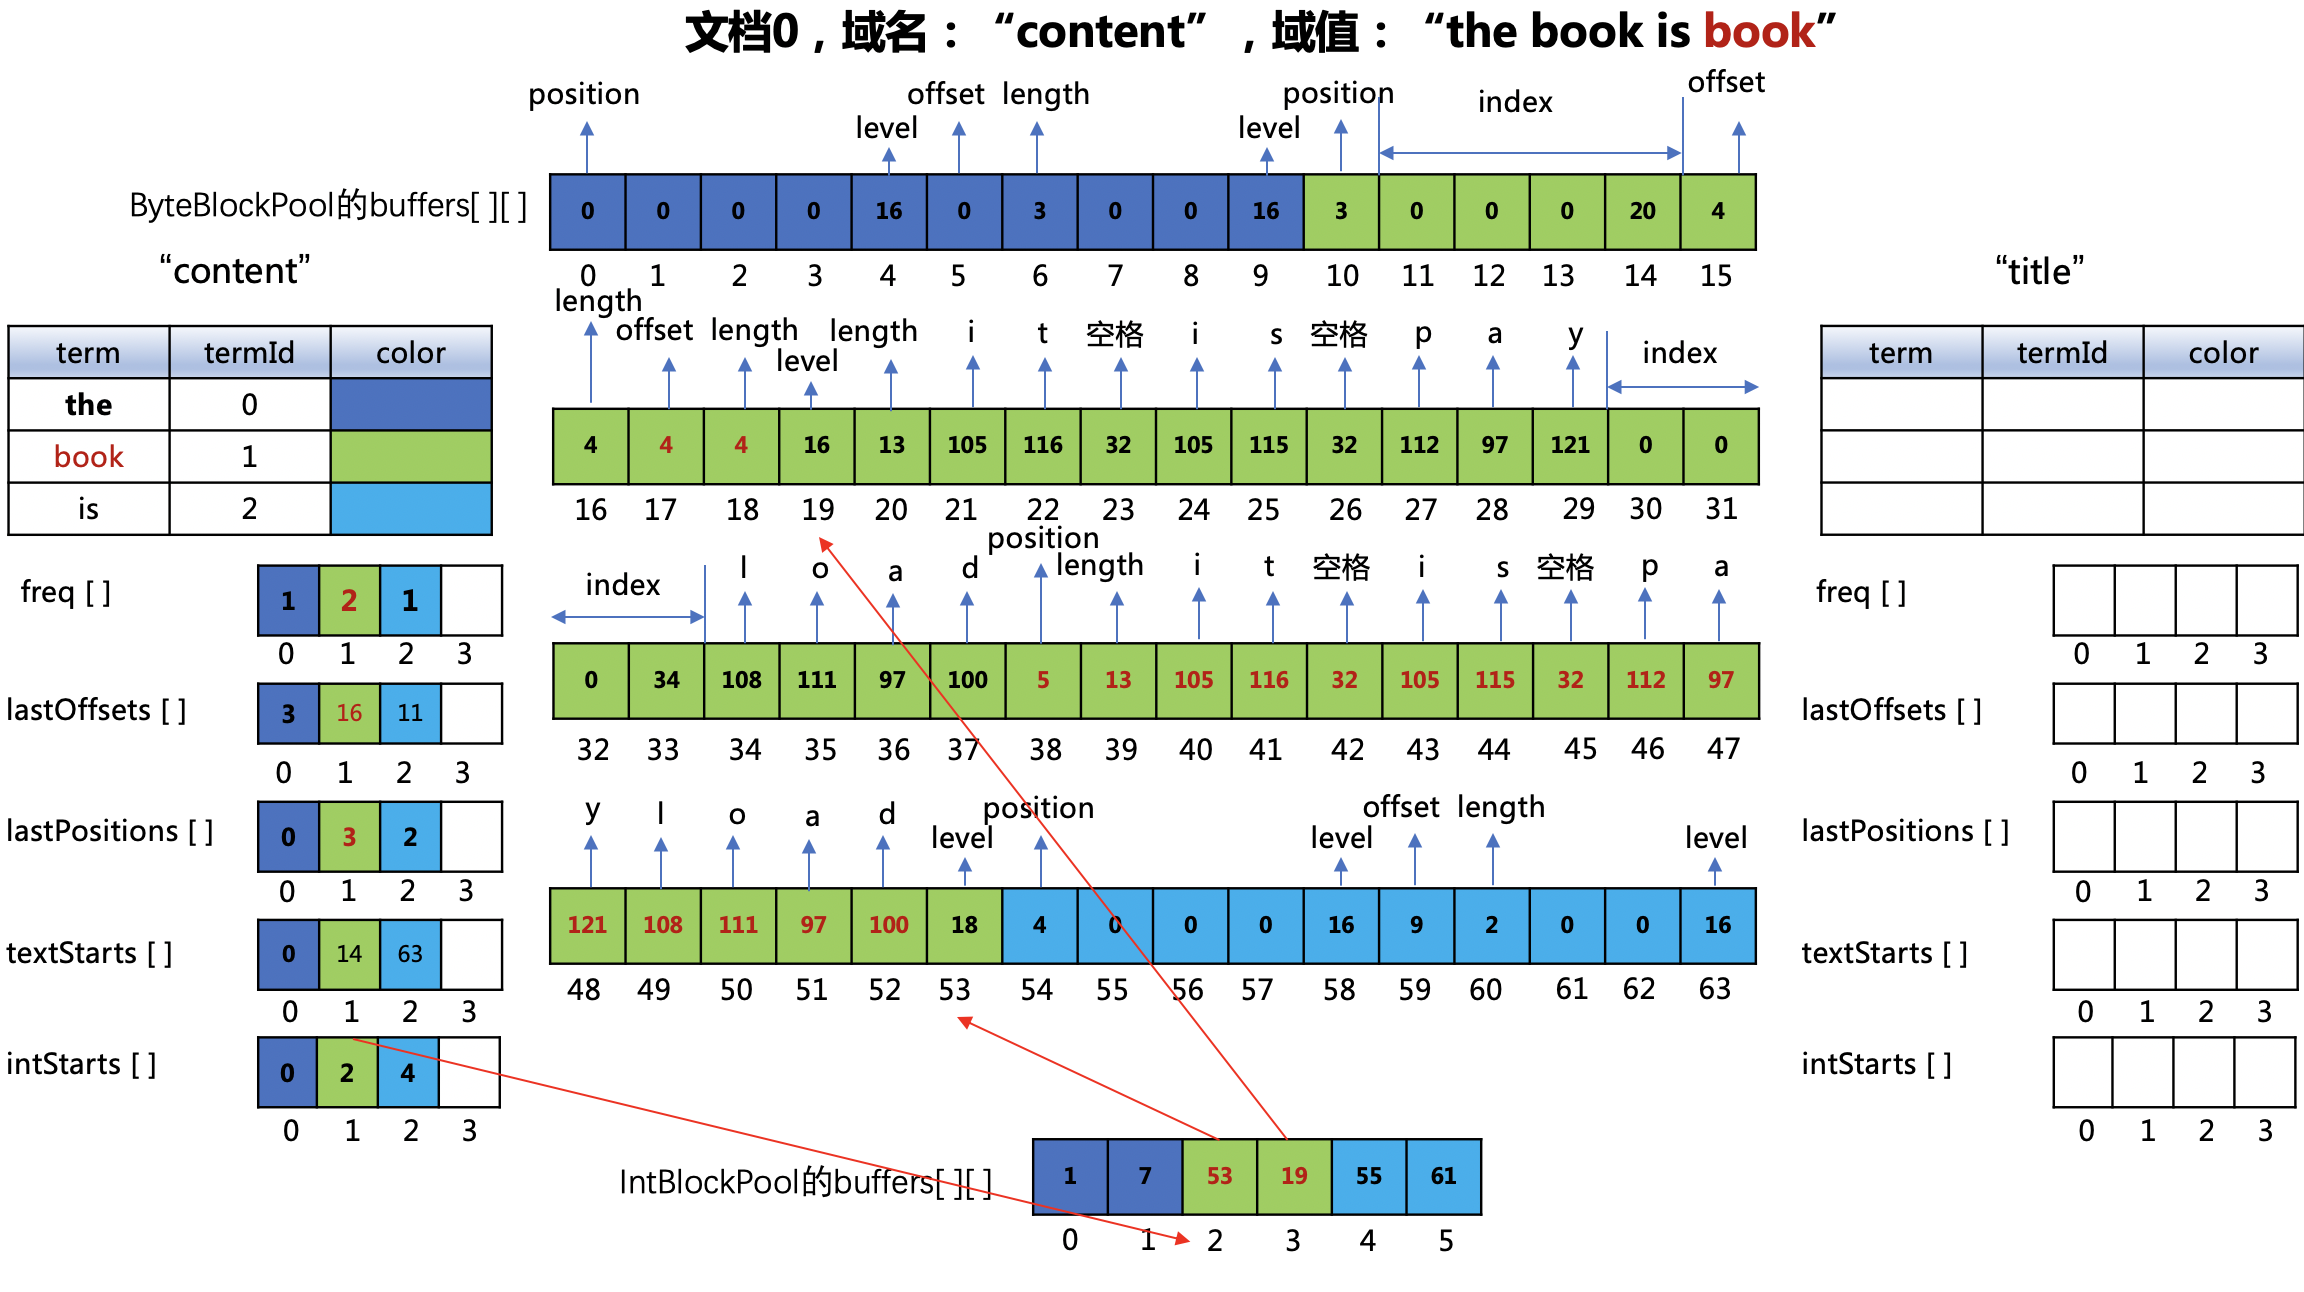 文档0，域名：“content”，域值：“the book is book”
position level offset length level position index offset
ByteBlockPool的buffers[ ][ ]
0 0 0 0 16 0 3 0 0 16 3 0 0 0 20 4
0 1 2 3 4 5 6 7 8 9 10 11 12 13 14 15
“content”
term termId color
the 0
book 1
is 2
length offset length level length i t 空格 i s 空格 p a y index
4 4 4 16 13 105 116 32 105 115 32 112 97 121 0 0
16 17 18 19 20 21 22 23 24 25 26 27 28 29 30 31
index l o a d position length i t 空格 i s 空格 p a
0 34 108 111 97 100 5 13 105 116 32 105 115 32 112 97
32 33 34 35 36 37 38 39 40 41 42 43 44 45 46 47
y l o a d level position level offset length level
121 108 111 97 100 18 4 0 0 0 16 9 2 0 0 16
48 49 50 51 52 53 54 55 56 57 58 59 60 61 62 63
freq [ ]
1 2 1
0 1 2 3
lastOffsets [ ]
3 16 11
0 1 2 3
lastPositions [ ]
0 3 2
0 1 2 3
textStarts [ ]
0 14 63
0 1 2 3
intStarts [ ]
0 2 4
0 1 2 3
IntBlockPool的buffers[ ][ ]
1 7 53 19 55 61
0 1 2 3 4 5
“title”
term termId color
freq [ ]
0 1 2 3
lastOffsets [ ]
0 1 2 3
lastPositions [ ]
0 1 2 3
textStarts [ ]
0 1 2 3
intStarts [ ]
0 1 2 3